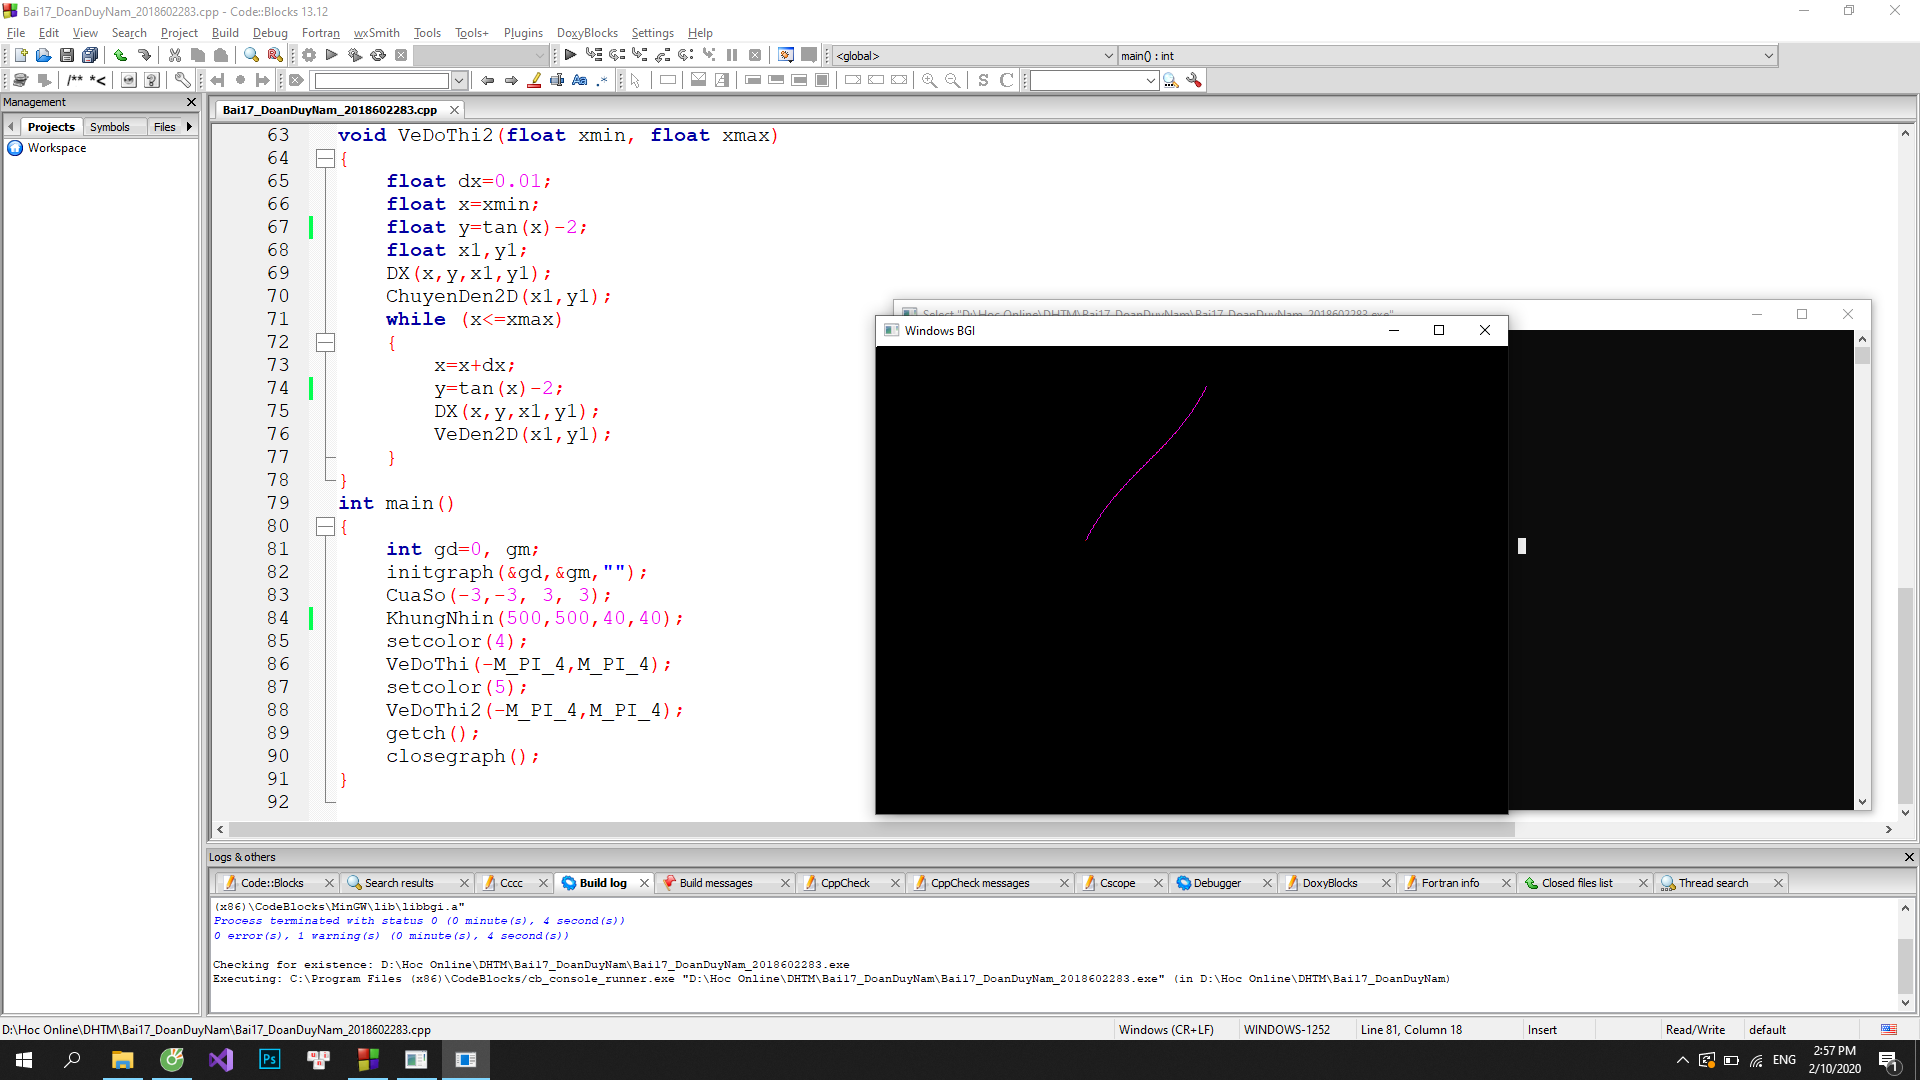 Bai17_DoanDuyNam_2018602283.cpp - Code::Blocks 13.12
File Edit View Search Project Build Debug Fortran wxSmith Tools Tools+ Plugins DoxyBlocks Settings Help
<global> main() : int
/** *< Aa .* S C
Management
Projects Symbols Files
Workspace
Bai17_DoanDuyNam_2018602283.cpp
63 void VeDoThi2(float xmin, float xmax)
64 {
65 float dx=0.01;
66 float x=xmin;
67 float y=tan(x)-2;
68 float x1,y1;
69 DX(x,y,x1,y1);
70 ChuyenDen2D(x1,y1);
71 while (x<=xmax)
72 {
73 x=x+dx;
74 y=tan(x)-2;
75 DX(x,y,x1,y1);
76 VeDen2D(x1,y1);
77 }
78 }
79 int main()
80 {
81 int gd=0, gm;
82 initgraph(&gd,&gm,"");
83 CuaSo(-3,-3, 3, 3);
84 KhungNhin(500,500,40,40);
85 setcolor(4);
86 VeDoThi(-M_PI_4,M_PI_4);
87 setcolor(5);
88 VeDoThi2(-M_PI_4,M_PI_4);
89 getch();
90 closegraph();
91 }
92
Select "D:\Hoc Online\DHTM\Bai17_DoanDuyNam\Bai17_DoanDuyNam_2018602283.exe"
Windows BGI
Logs & others
Code::Blocks Search results Cccc Build log Build messages CppCheck CppCheck messages Cscope Debugger DoxyBlocks Fortran info Closed files list Thread search
(x86)\CodeBlocks\MinGW\lib\libbgi.a"
Process terminated with status 0 (0 minute(s), 4 second(s))
0 error(s), 1 warning(s) (0 minute(s), 4 second(s))
Checking for existence: D:\Hoc Online\DHTM\Bai17_DoanDuyNam\Bai17_DoanDuyNam_2018602283.exe
Executing: C:\Program Files (x86)\CodeBlocks/cb_console_runner.exe "D:\Hoc Online\DHTM\Bai17_DoanDuyNam\Bai17_DoanDuyNam_2018602283.exe" (in D:\Hoc Online\DHTM\Bai17_DoanDuyNam)
D:\Hoc Online\DHTM\Bai17_DoanDuyNam\Bai17_DoanDuyNam_2018602283.cpp Windows (CR+LF) WINDOWS-1252 Line 81, Column 18 Insert Read/Write default
Ps ENG 2:57 PM
2/10/2020 1